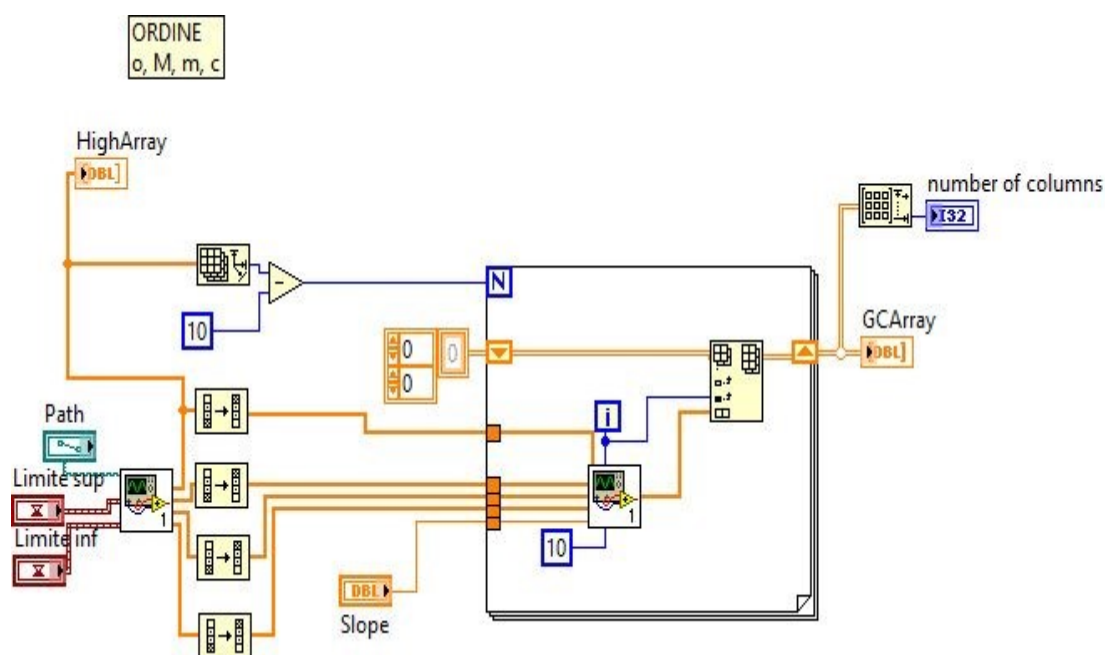 ORDINE
o, M, m, c
HighArray
DBL]
number of columns
I32
N
10
0
0
0
GCArray
DBL]
Path
i
Limite sup
1
1
Limite inf
10
DBL
Slope